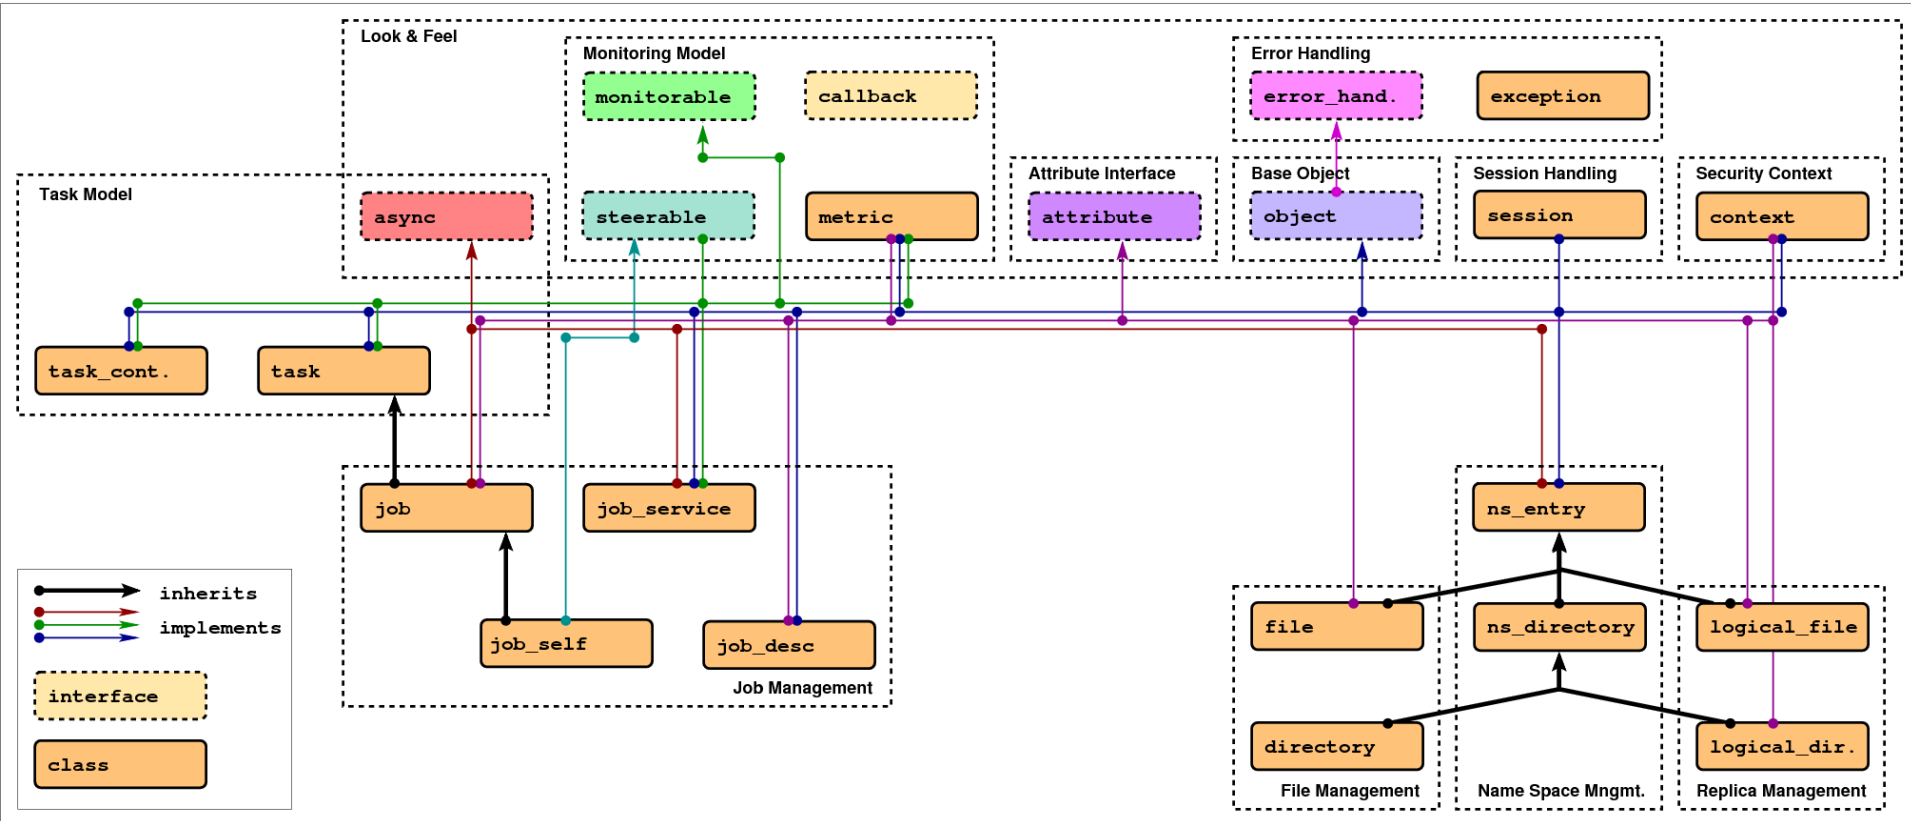 Look & Feel
Monitoring Model
Error Handling
monitorable
callback
error_hand.
exception
Task Model
Attribute Interface
Base Object
Session Handling
Security Context
async
steerable
metric
attribute
object
session
context
task_cont.
task
job
job_service
ns_entry
inherits
implements
file
ns_directory
logical_file
job_self
job_desc
Job Management
interface
class
directory
logical_dir.
File Management
Name Space Mngmt.
Replica Management